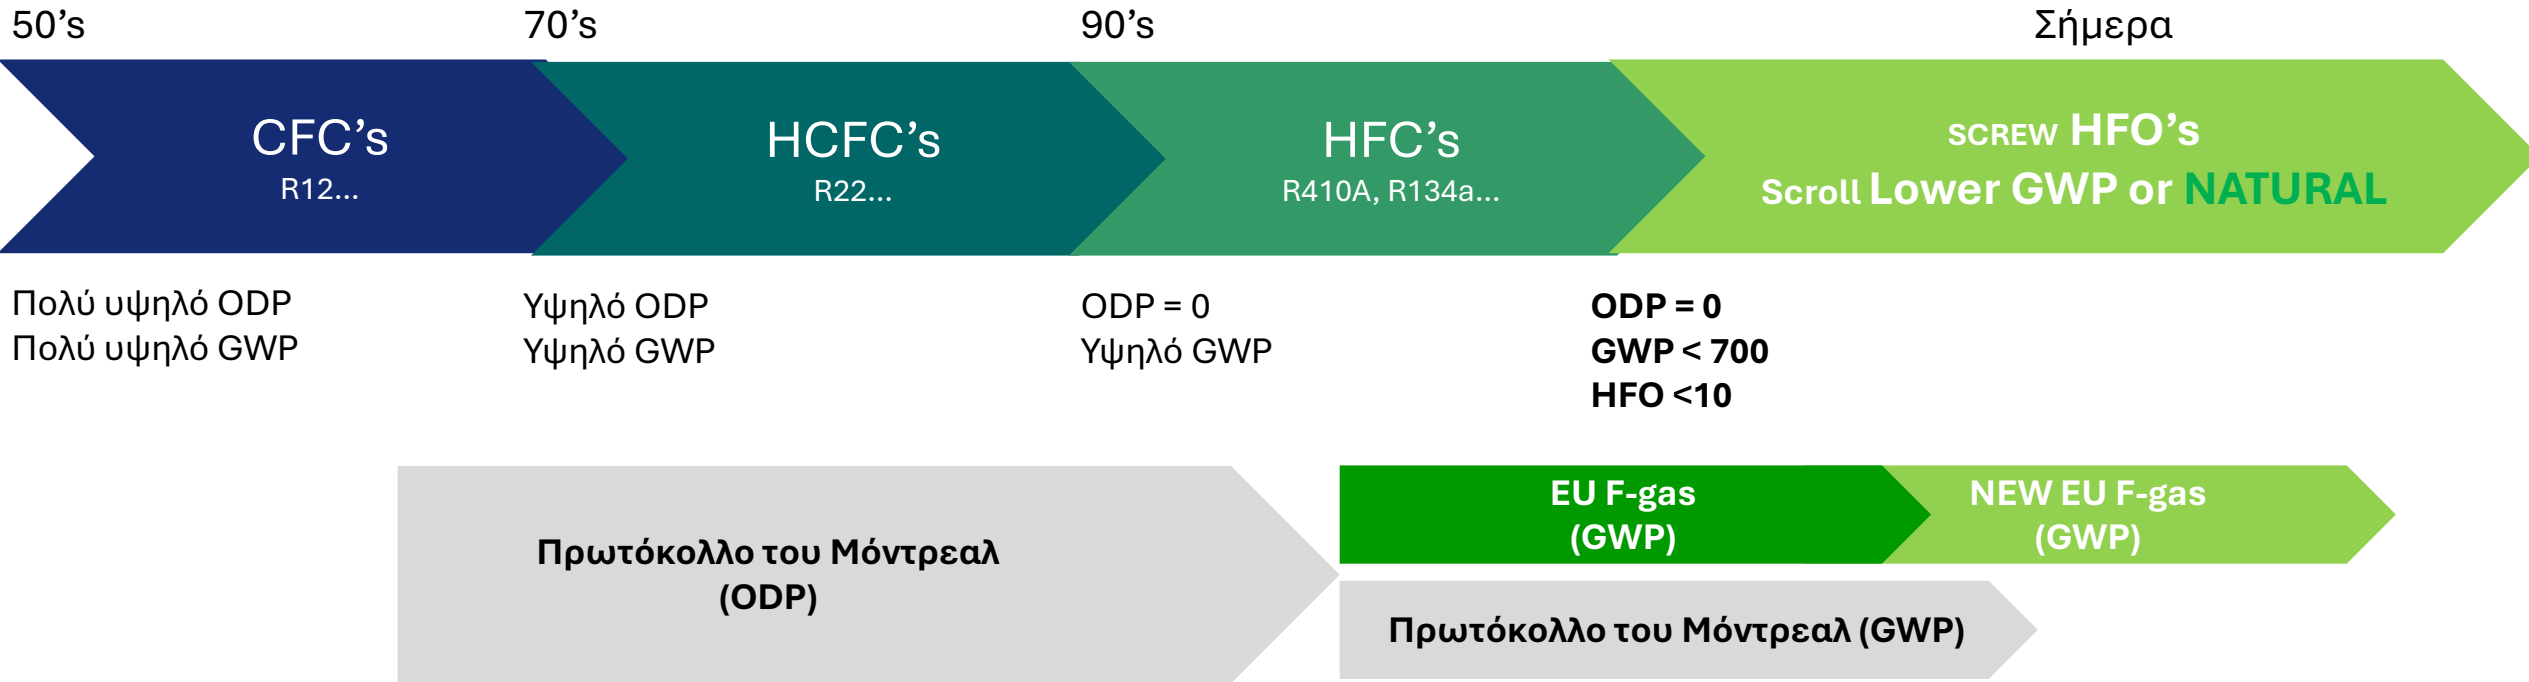 50’s
70’s
90’s
Σήμερα
CFC’s
R12...
HCFC’s
R22...
HFC’s
R410A, R134a...
SCREW HFO’s
Scroll Lower GWP or NATURAL
Πολύ υψηλό ODP
Πολύ υψηλό GWP
Υψηλό ODP
Υψηλό GWP
ODP = 0
Υψηλό GWP
ODP = 0
GWP < 700
HFO <10
Πρωτόκολλο του Μόντρεαλ
(ODP)
EU F-gas
(GWP)
NEW EU F-gas
(GWP)
Πρωτόκολλο του Μόντρεαλ (GWP)